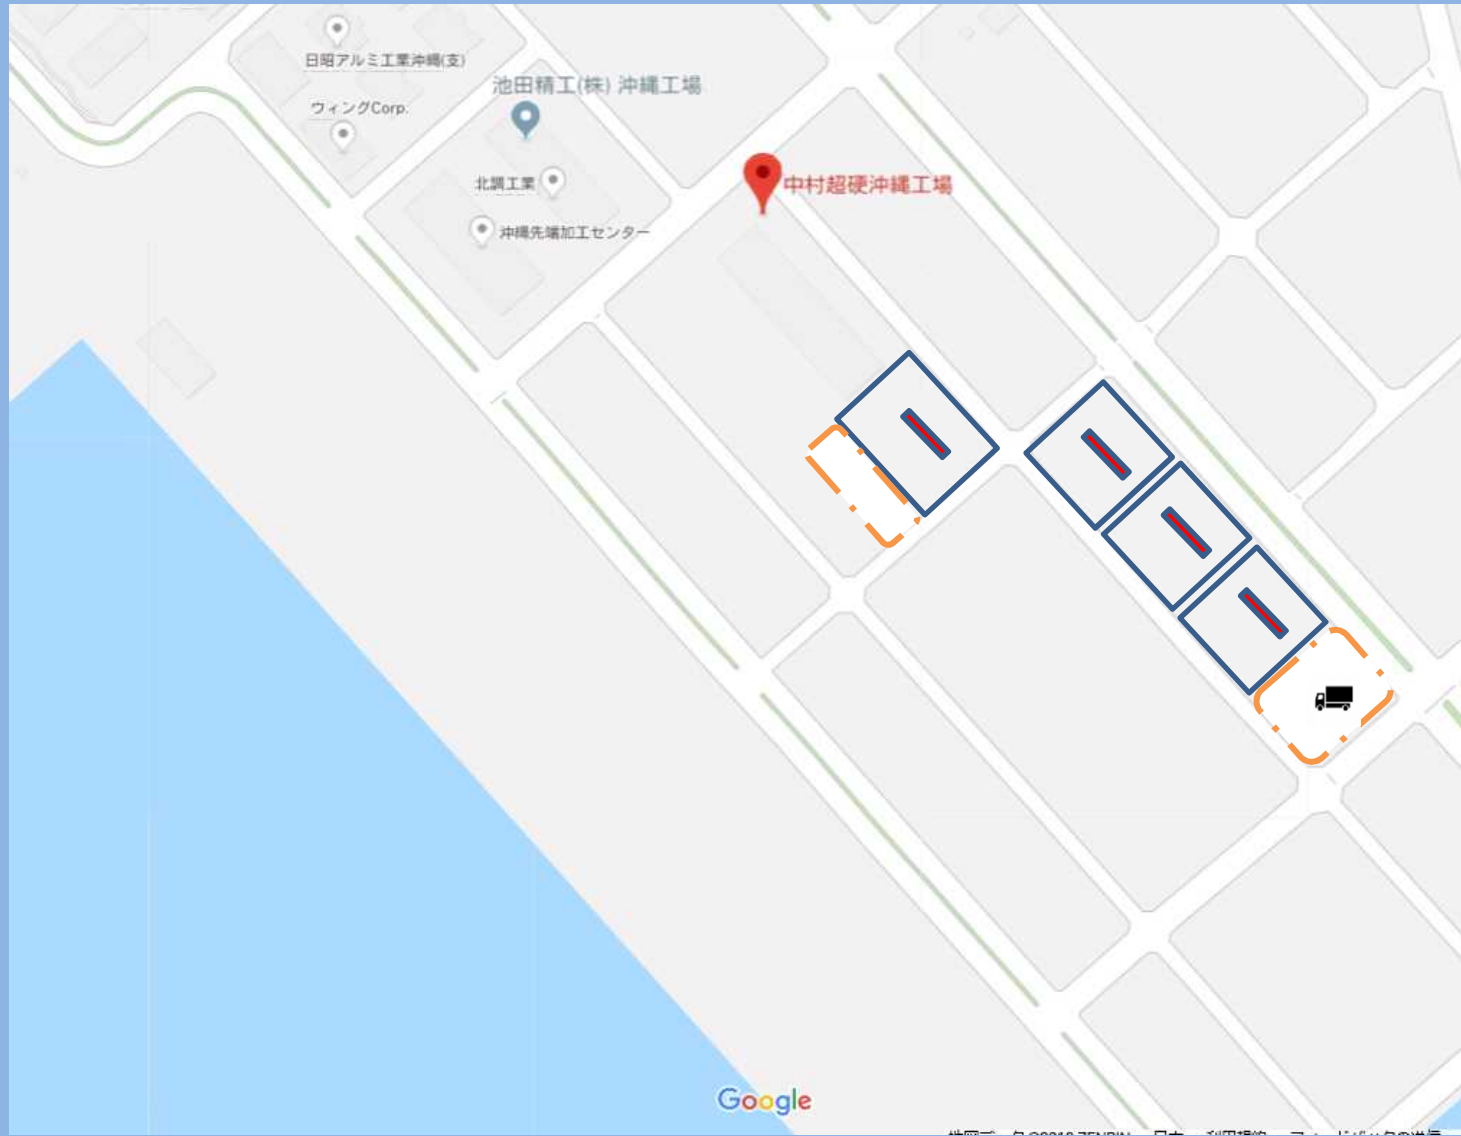 日昭アルミ工業沖縄(支)
池田精工(株) 沖縄工場
ウィングCorp.
北調工業
中村超硬沖縄工場
沖縄先端加工センター
Google